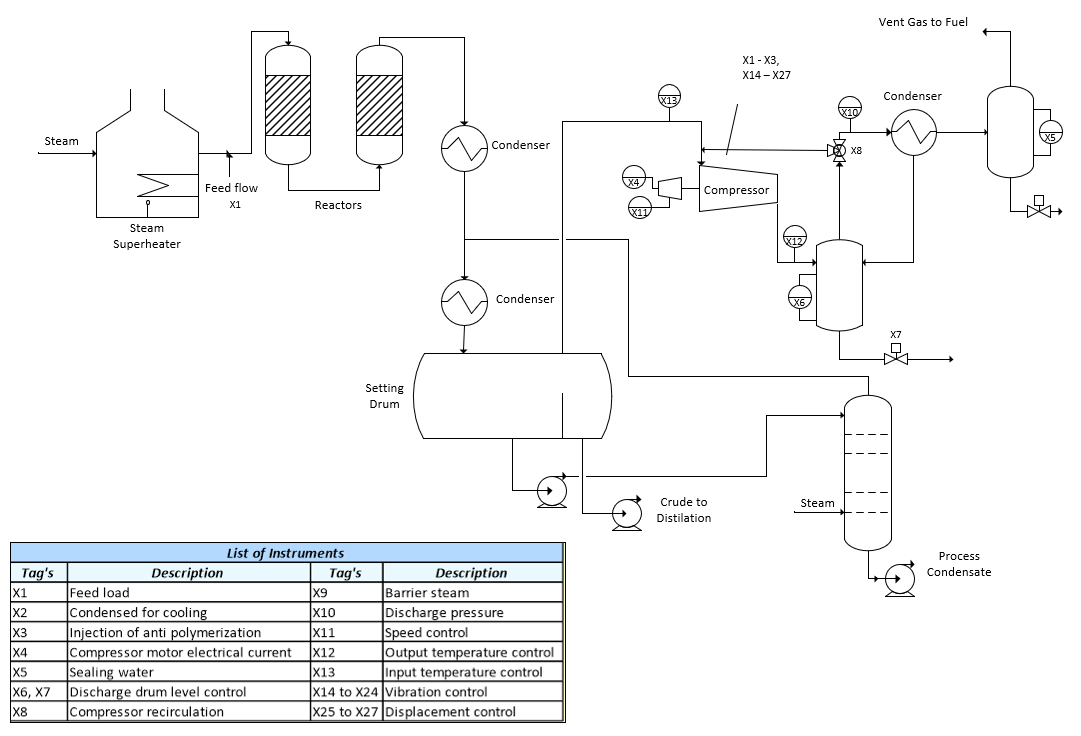 Vent Gas to Fuel
X1 - X3,
X14 – X27
X13
Condenser
X10
X5
Steam
Condenser
X8
Feed flow
X1
X4
Compressor
Reactors
X11
Steam
Superheater
X12
Condenser
X6
X7
Setting
Drum
Steam
Crude to
Distilation
Process
Condensate
List of Instruments
Tag's Description Tag's Description
X1 Feed load X9 Barrier steam
X2 Condensed for cooling X10 Discharge pressure
X3 Injection of anti polymerization X11 Speed control
X4 Compressor motor electrical current X12 Output temperature control
X5 Sealing water X13 Input temperature control
X6, X7 Discharge drum level control X14 to X24 Vibration control
X8 Compressor recirculation X25 to X27 Displacement control